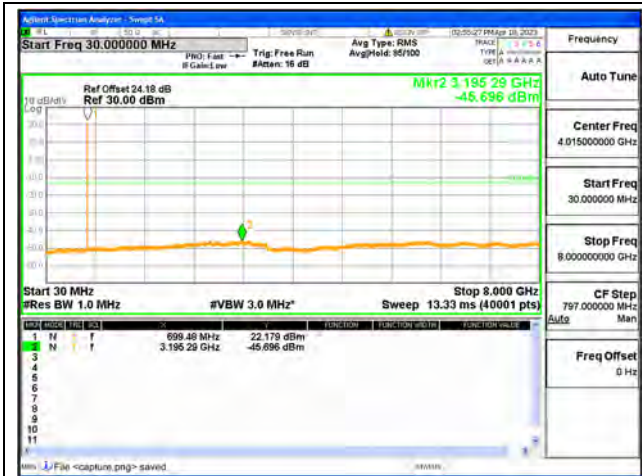 Agilent Spectrum Analyzer - Swept SA
02:55:27 PM Apr 18, 2023
Start Freq 30.000000 MHz
PNO: Fast
IFGain:Low
Trig: Free Run
#Atten: 16 dB
Avg Type: RMS
Avg|Hold: 95/100
TRACE
TYPE
DET A A A A A A
Ref Offset 24.18 dB
10 dB/div Ref 30.00 dBm
Log
Mkr2 3.195 29 GHz
-45.696 dBm
2
Start 30 MHz
Stop 8.000 GHz
#Res BW 1.0 MHz
#VBW 3.0 MHz*
Sweep 13.33 ms (40001 pts)
MKR MODE TRC SCL X Y FUNCTION FUNCTION WIDTH FUNCTION VALUE
1 N f 699.48 MHz 22.179 dBm
2 N f 3.195 29 GHz -45.696 dBm
3
4
5
6
7
8
9
10
11
MSG File <capture.png> saved
STATUS
Frequency
Auto Tune
Center Freq
4.015000000 GHz
Start Freq
30.000000 MHz
Stop Freq
8.000000000 GHz
CF Step
797.000000 MHz
Auto Man
Freq Offset
0 Hz